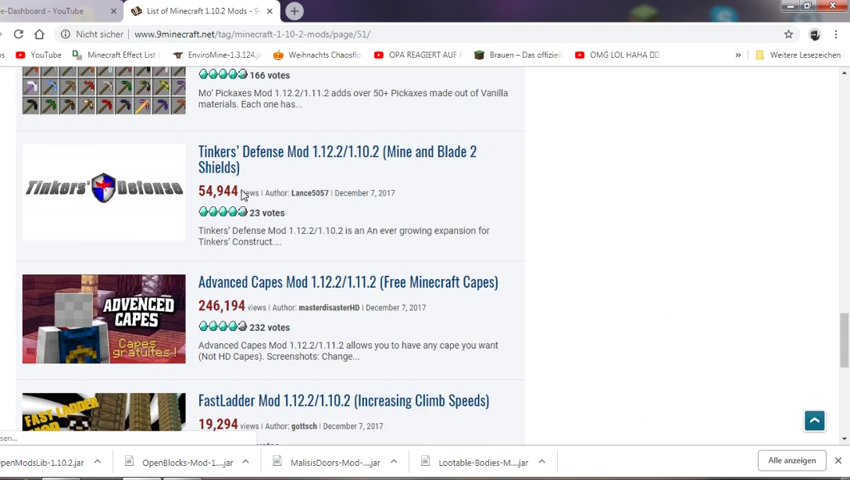 e-Dashboard - YouTube
List of Minecraft 1.10.2 Mods - 9
Nicht sicher | www.9minecraft.net/tag/minecraft-1-10-2-mods/page/51/
YouTube
Minecraft Effect List
EnviroMine-1.3.124.
Weihnachts Chaosfl
OPA REAGIERT AUF
Brauen – Das offiziel
OMG LOL HAHA
»
Weitere Lesezeichen
166 votes
Mo' Pickaxes Mod 1.12.2/1.11.2 adds over 50+ Pickaxes made out of Vanilla
materials. Each one has...
Tinkers' Defense
Tinkers' Defense Mod 1.12.2/1.10.2 (Mine and Blade 2
Shields)
54,944 views | Author: Lance5057 | December 7, 2017
23 votes
Tinkers' Defense Mod 1.12.2/1.10.2 is an An ever growing expansion for
Tinkers' Construct....
ADVANCED
CAPES
Capes
gratuites !
Advanced Capes Mod 1.12.2/1.11.2 (Free Minecraft Capes)
246,194 views | Author: masterdisasterHD | December 7, 2017
232 votes
Advanced Capes Mod 1.12.2/1.11.2 allows you to have any cape you want
(Not HD Capes). Screenshots: Change...
FAST LADDER
MOD
FastLadder Mod 1.12.2/1.10.2 (Increasing Climb Speeds)
19,294 views | Author: gottsch | December 7, 2017
votes
sen...
penModsLib-1.10.2.jar
OpenBlocks-Mod-1....jar
MalisisDoors-Mod-....jar
Lootable-Bodies-M....jar
Alle anzeigen